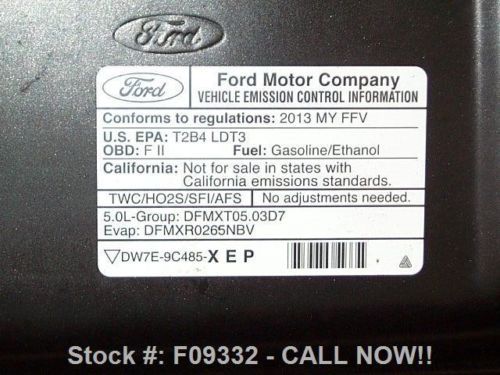 Ford
Ford
Ford Motor Company
VEHICLE EMISSION CONTROL INFORMATION
Conforms to regulations: 2013 MY FFV
U.S. EPA: T2B4 LDT3
OBD: F II Fuel: Gasoline/Ethanol
California: Not for sale in states with
California emissions standards.
TWC/HO2S/SFI/AFS No adjustments needed.
5.0L-Group: DFMXT05.03D7
Evap: DFMXR0265NBV
DW7E-9C485-X E P
Stock #: F09332 - CALL NOW!!